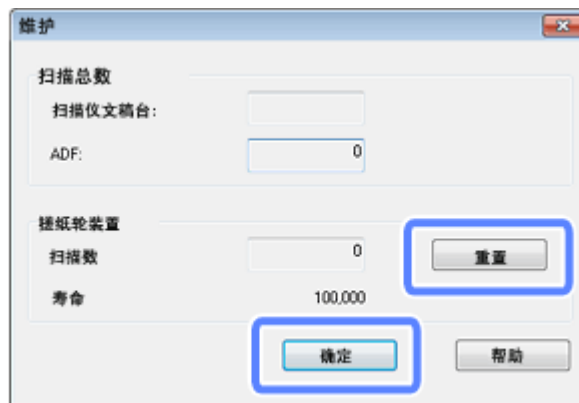 维护
扫描总数
扫描仪文稿台:
ADF: 0
搓纸轮装置
扫描数 0 重置
寿命 100,000
确定 帮助